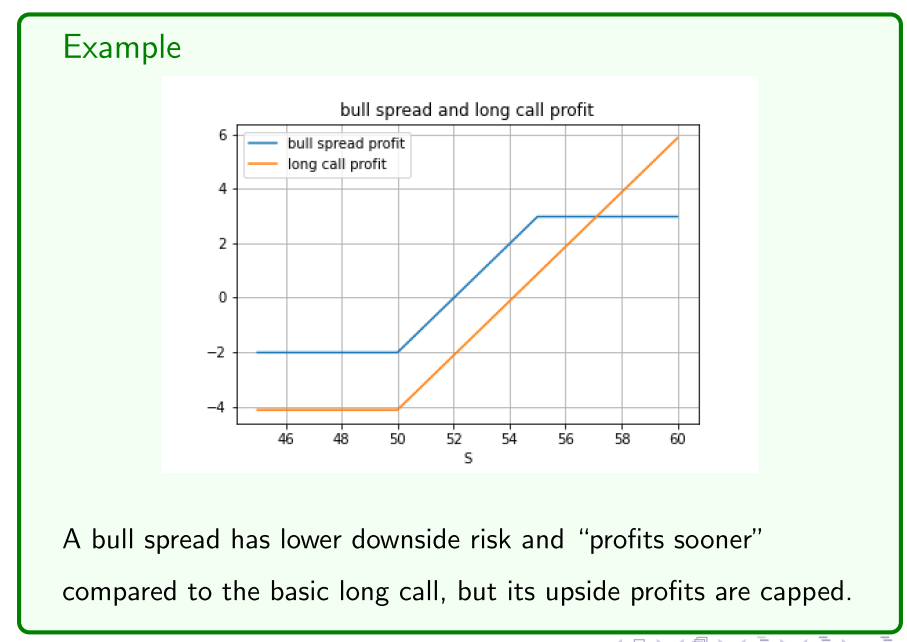 Example
bull spread and long call profit
bull spread profit
long call profit
6
4
2
0
−2
−4
46 48 50 52 54 56 58 60
S
A bull spread has lower downside risk and “profits sooner”
compared to the basic long call, but its upside profits are capped.